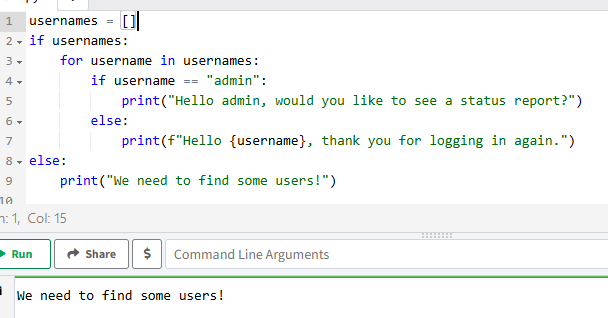 1 usernames = []
2 if usernames:
3 for username in usernames:
4 if username == "admin":
5 print("Hello admin, would you like to see a status report?")
6 else:
7 print(f"Hello {username}, thank you for logging in again.")
8 else:
9 print("We need to find some users!")
10
n: 1, Col: 15
Run Share $ Command Line Arguments
We need to find some users!